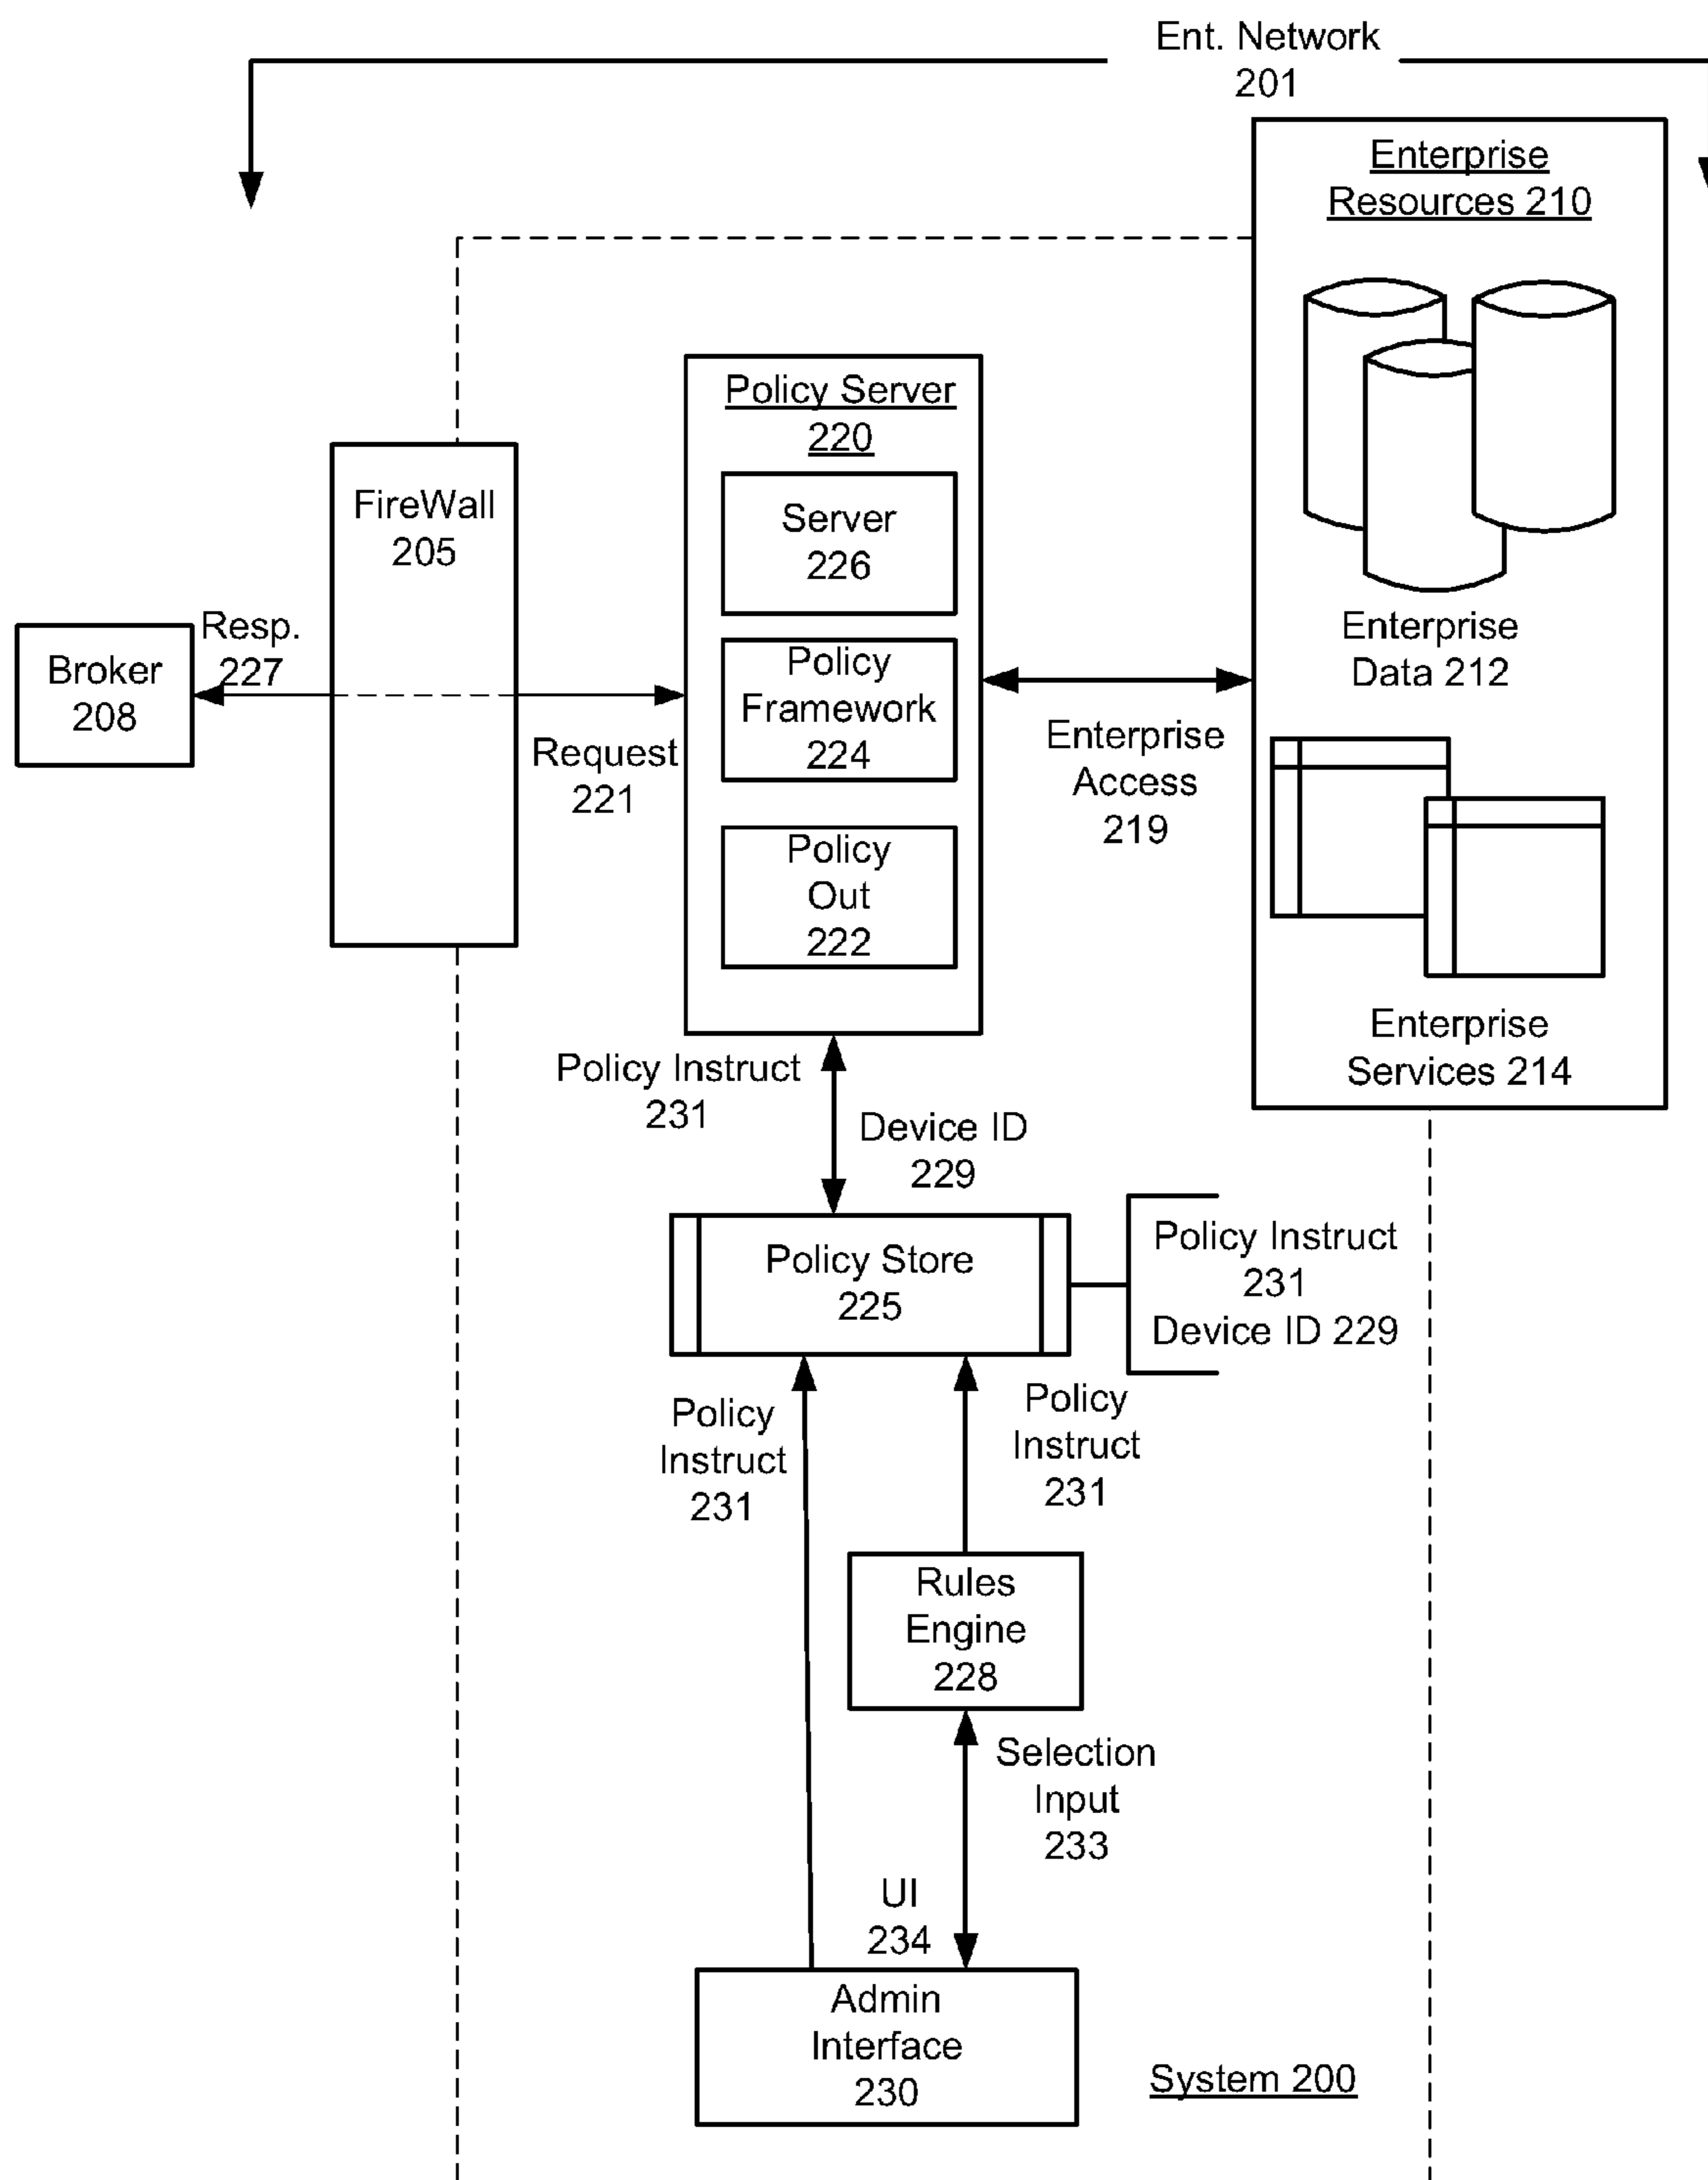 Ent. Network
201
Enterprise
Resources 210
Enterprise
Data 212
Enterprise
Services 214
Policy Server
220
Server
226
Policy
Framework
224
Policy
Out
222
FireWall
205
Broker
208
Resp.
227
Request
221
Enterprise
Access
219
Policy Instruct
231
Device ID
229
Policy Store
225
Policy Instruct
231
Device ID 229
Policy
Instruct
231
Policy
Instruct
231
Rules
Engine
228
Selection
Input
233
UI
234
Admin
Interface
230
System 200